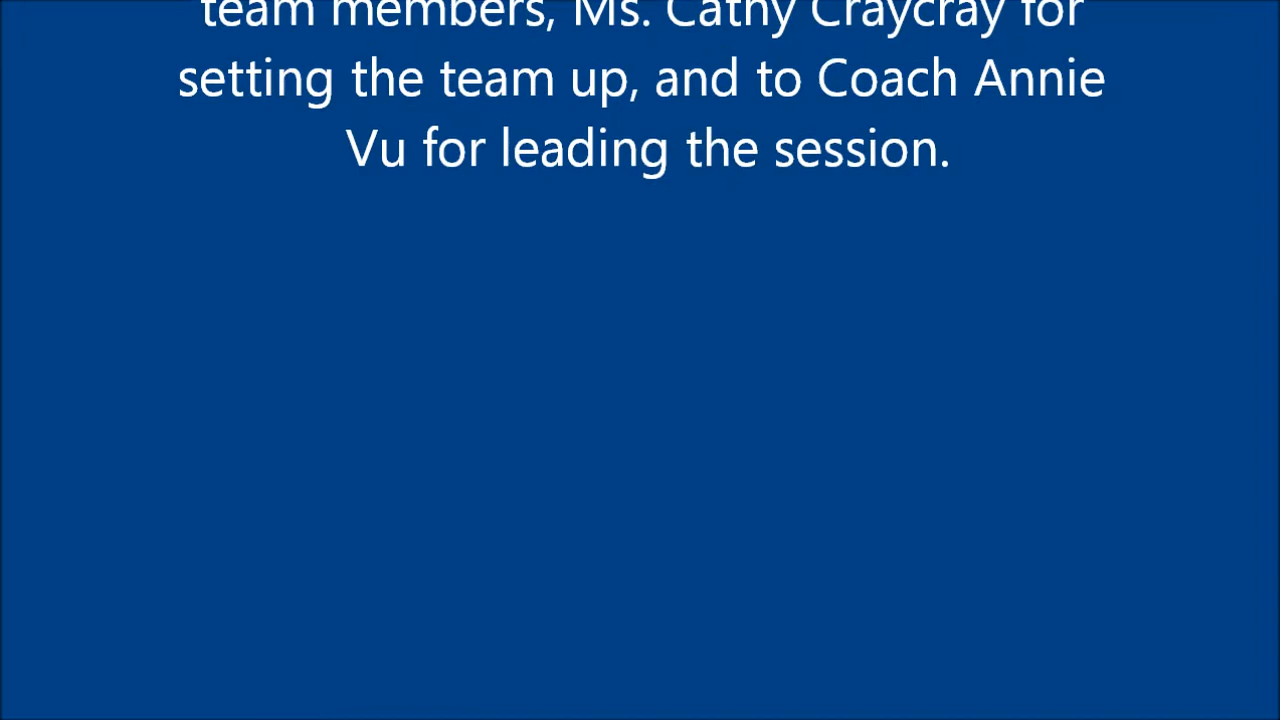 team members, Ms. Cathy Craycray for
setting the team up, and to Coach Annie
Vu for leading the session.